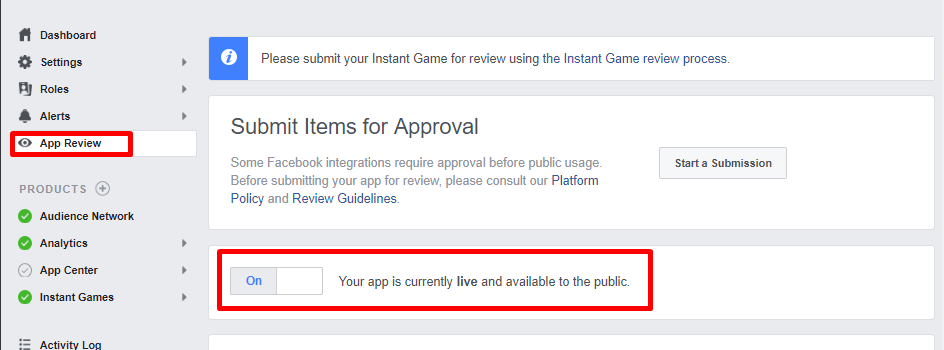 Dashboard
Settings
Roles
Alerts
App Review
PRODUCTS
Audience Network
Analytics
App Center
Instant Games
Activity Log
Please submit your Instant Game for review using the Instant Game review process.
Submit Items for Approval
Some Facebook integrations require approval before public usage.
Before submitting your app for review, please consult our Platform
Policy and Review Guidelines.
Start a Submission
On
Your app is currently live and available to the public.